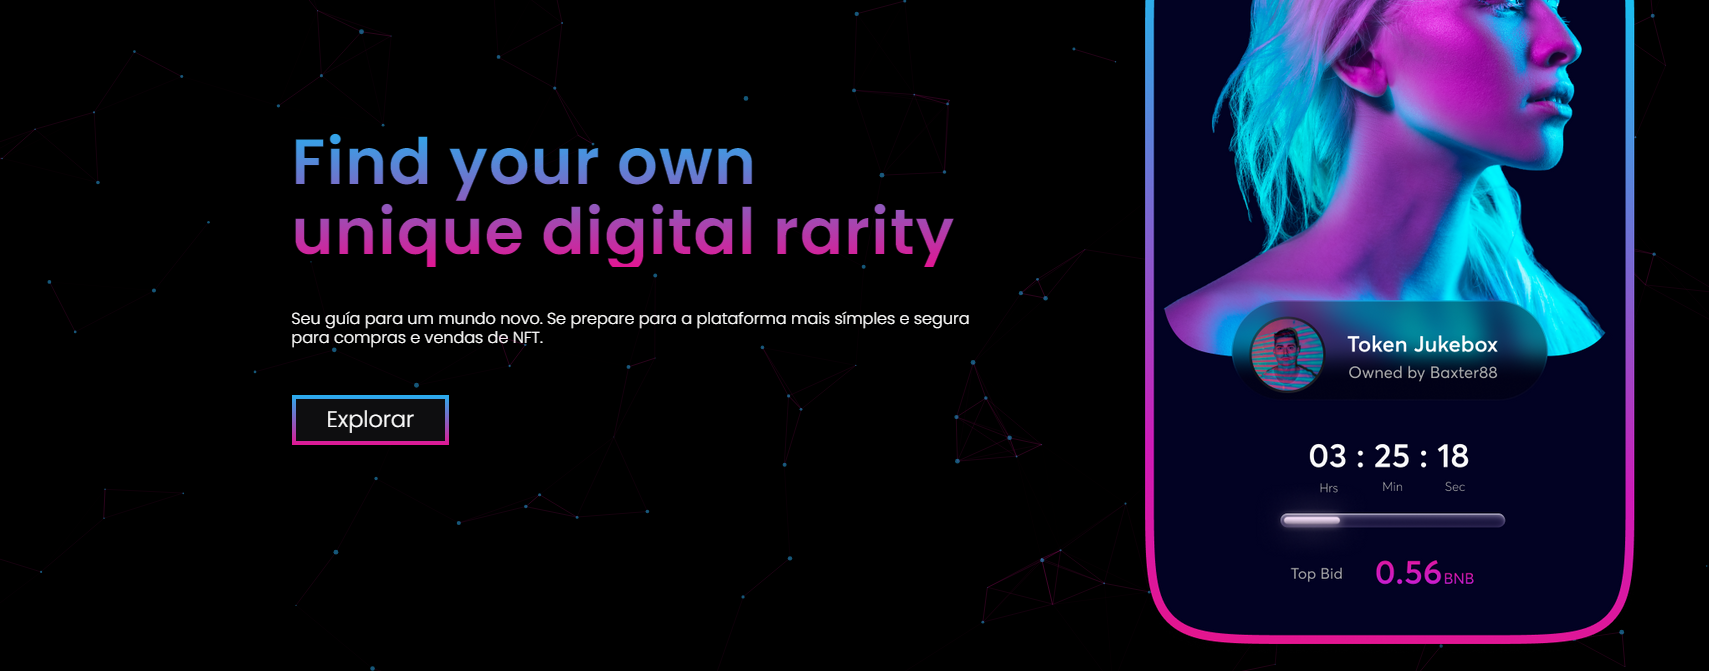 Find your own
unique digital rarity
Seu guía para um mundo novo. Se prepare para a plataforma mais símples e segura
para compras e vendas de NFT.
Explorar
Token Jukebox
Owned by Baxter88
03 : 25 : 18
Hrs Min Sec
Top Bid 0.56 BNB